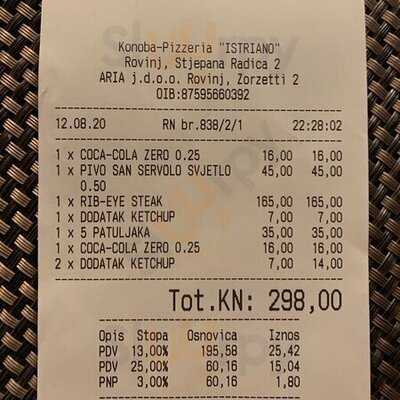 Konoba-Pizzeria "ISTRIANO"
Rovinj, Stjepana Radica 2
ARIA j.d.o.o. Rovinj, Zorzetti 2
OIB:87595660392
12.08.20 RN br.838/2/1 22:28:02
1 x COCA-COLA ZERO 0.25 16,00 16,00
1 x PIVO SAN SERVOLO SVJETLO 45,00 45,00
0.50
1 x RIB-EYE STEAK 165,00 165,00
1 x DODATAK KETCHUP 7,00 7,00
1 x 5 PATULJAKA 35,00 35,00
1 x COCA-COLA ZERO 0.25 16,00 16,00
2 x DODATAK KETCHUP 7,00 14,00
Tot.KN: 298,00
Opis Stopa Osnovica Iznos
PDV 13,00% 195,58 25,42
PDV 25,00% 60,16 15,04
PNP 3,00% 60,16 1,80